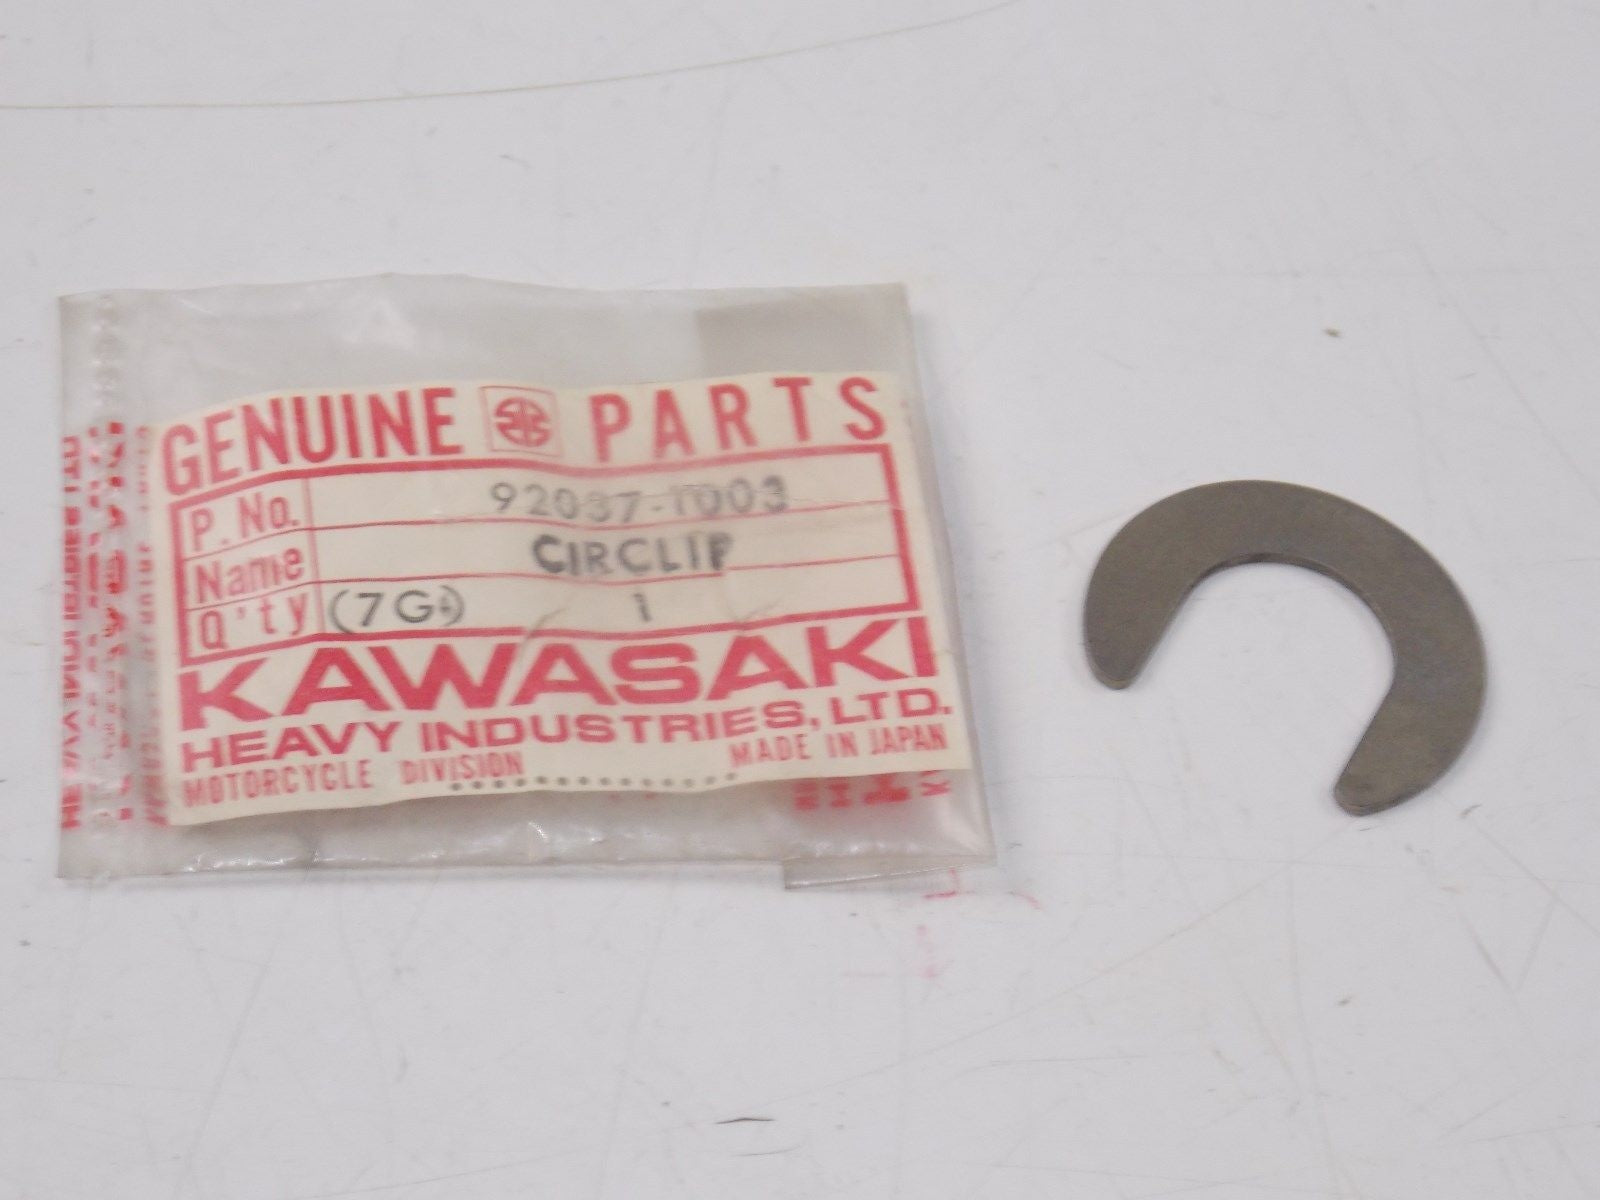 GENUINE PARTS
P. No. 92037-1003
Name CIRCLIP
Q'ty (7G) 1
KAWASAKI
HEAVY INDUSTRIES, LTD.
MOTORCYCLE DIVISION MADE IN JAPAN